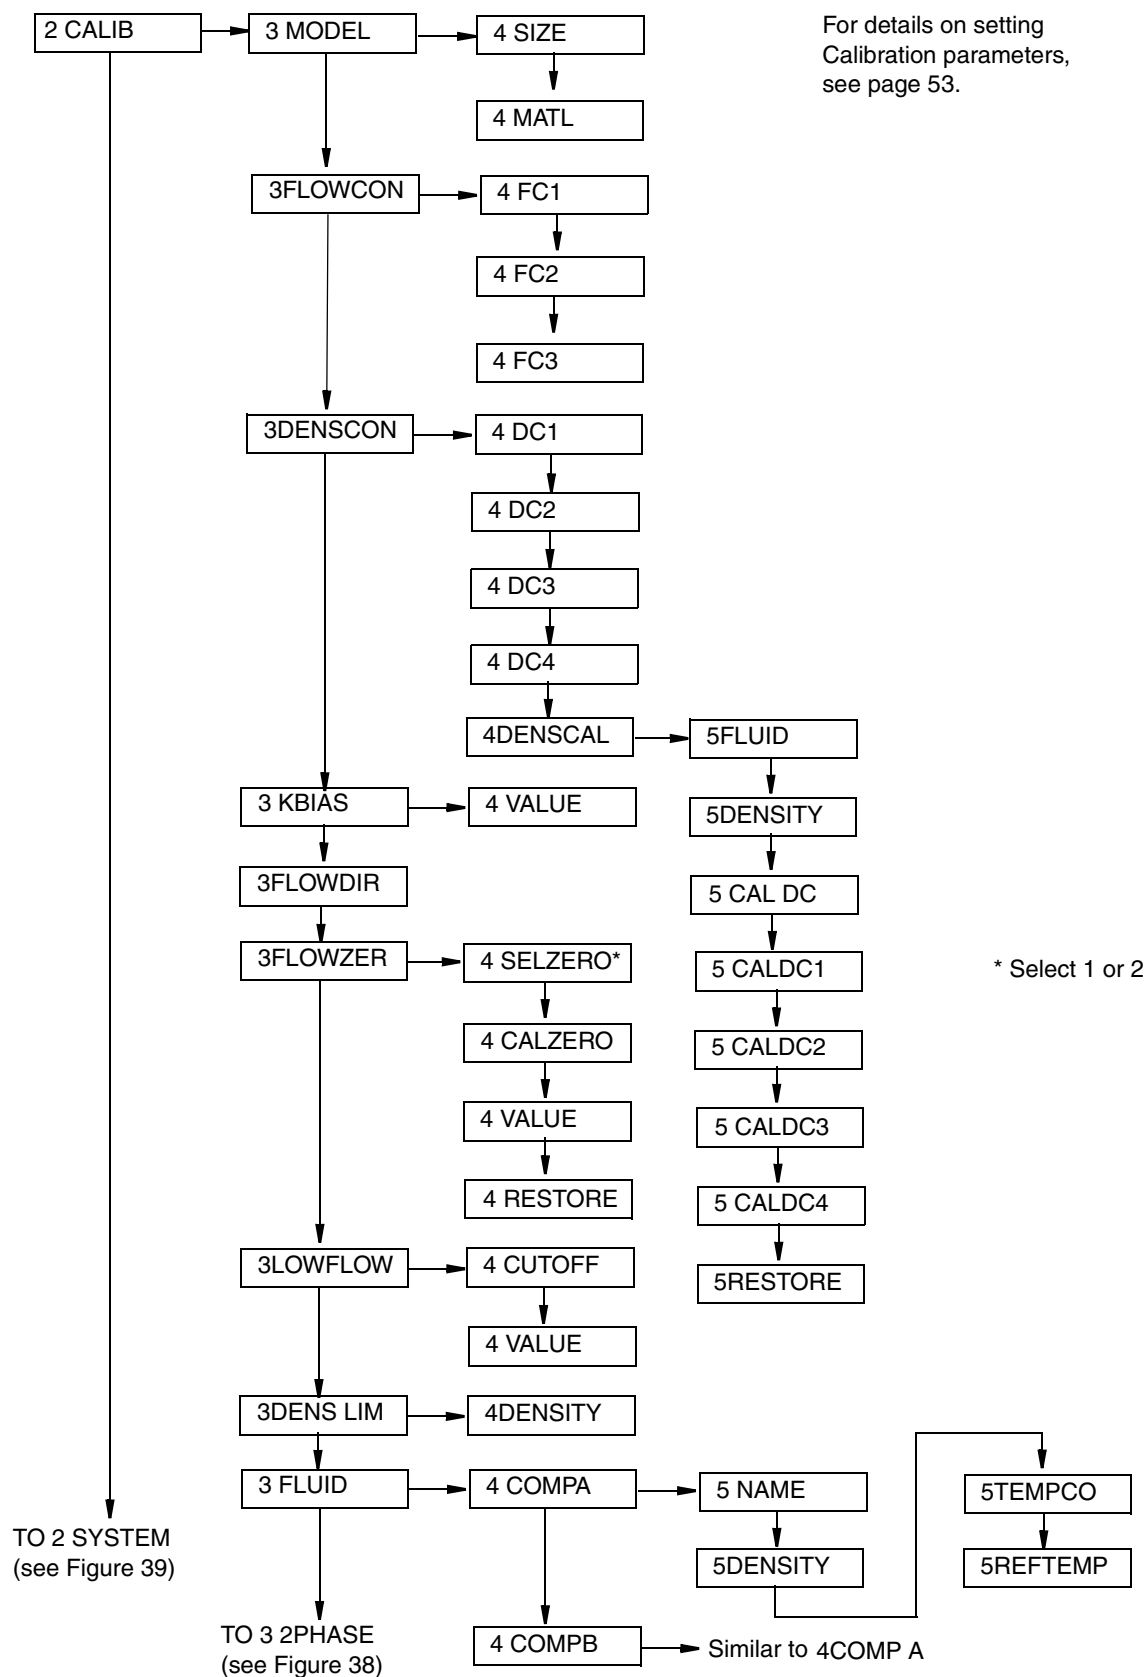 2 CALIB
3 MODEL
4 SIZE
For details on setting
Calibration parameters,
see page 53.
4 MATL
3FLOWCON
4 FC1
4 FC2
4 FC3
3DENSCON
4 DC1
4 DC2
4 DC3
4 DC4
4DENSCAL
5FLUID
5DENSITY
5 CAL DC
5 CALDC1
5 CALDC2
5 CALDC3
5 CALDC4
5RESTORE
3 KBIAS
4 VALUE
3FLOWDIR
3FLOWZER
4 SELZERO*
* Select 1 or 2
4 CALZERO
4 VALUE
4 RESTORE
3LOWFLOW
4 CUTOFF
4 VALUE
3DENS LIM
4DENSITY
3 FLUID
4 COMPA
5 NAME
5DENSITY
5TEMPCO
5REFTEMP
4 COMPB
Similar to 4COMP A
TO 2 SYSTEM
(see Figure 39)
TO 3 2PHASE
(see Figure 38)